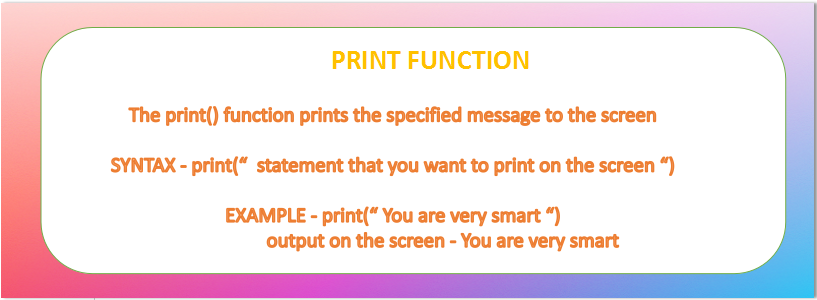 PRINT FUNCTION
The print() function prints the specified message to the screen
SYNTAX - print(“  statement that you want to print on the screen “)
EXAMPLE - print(“ You are very smart “)
output on the screen - You are very smart